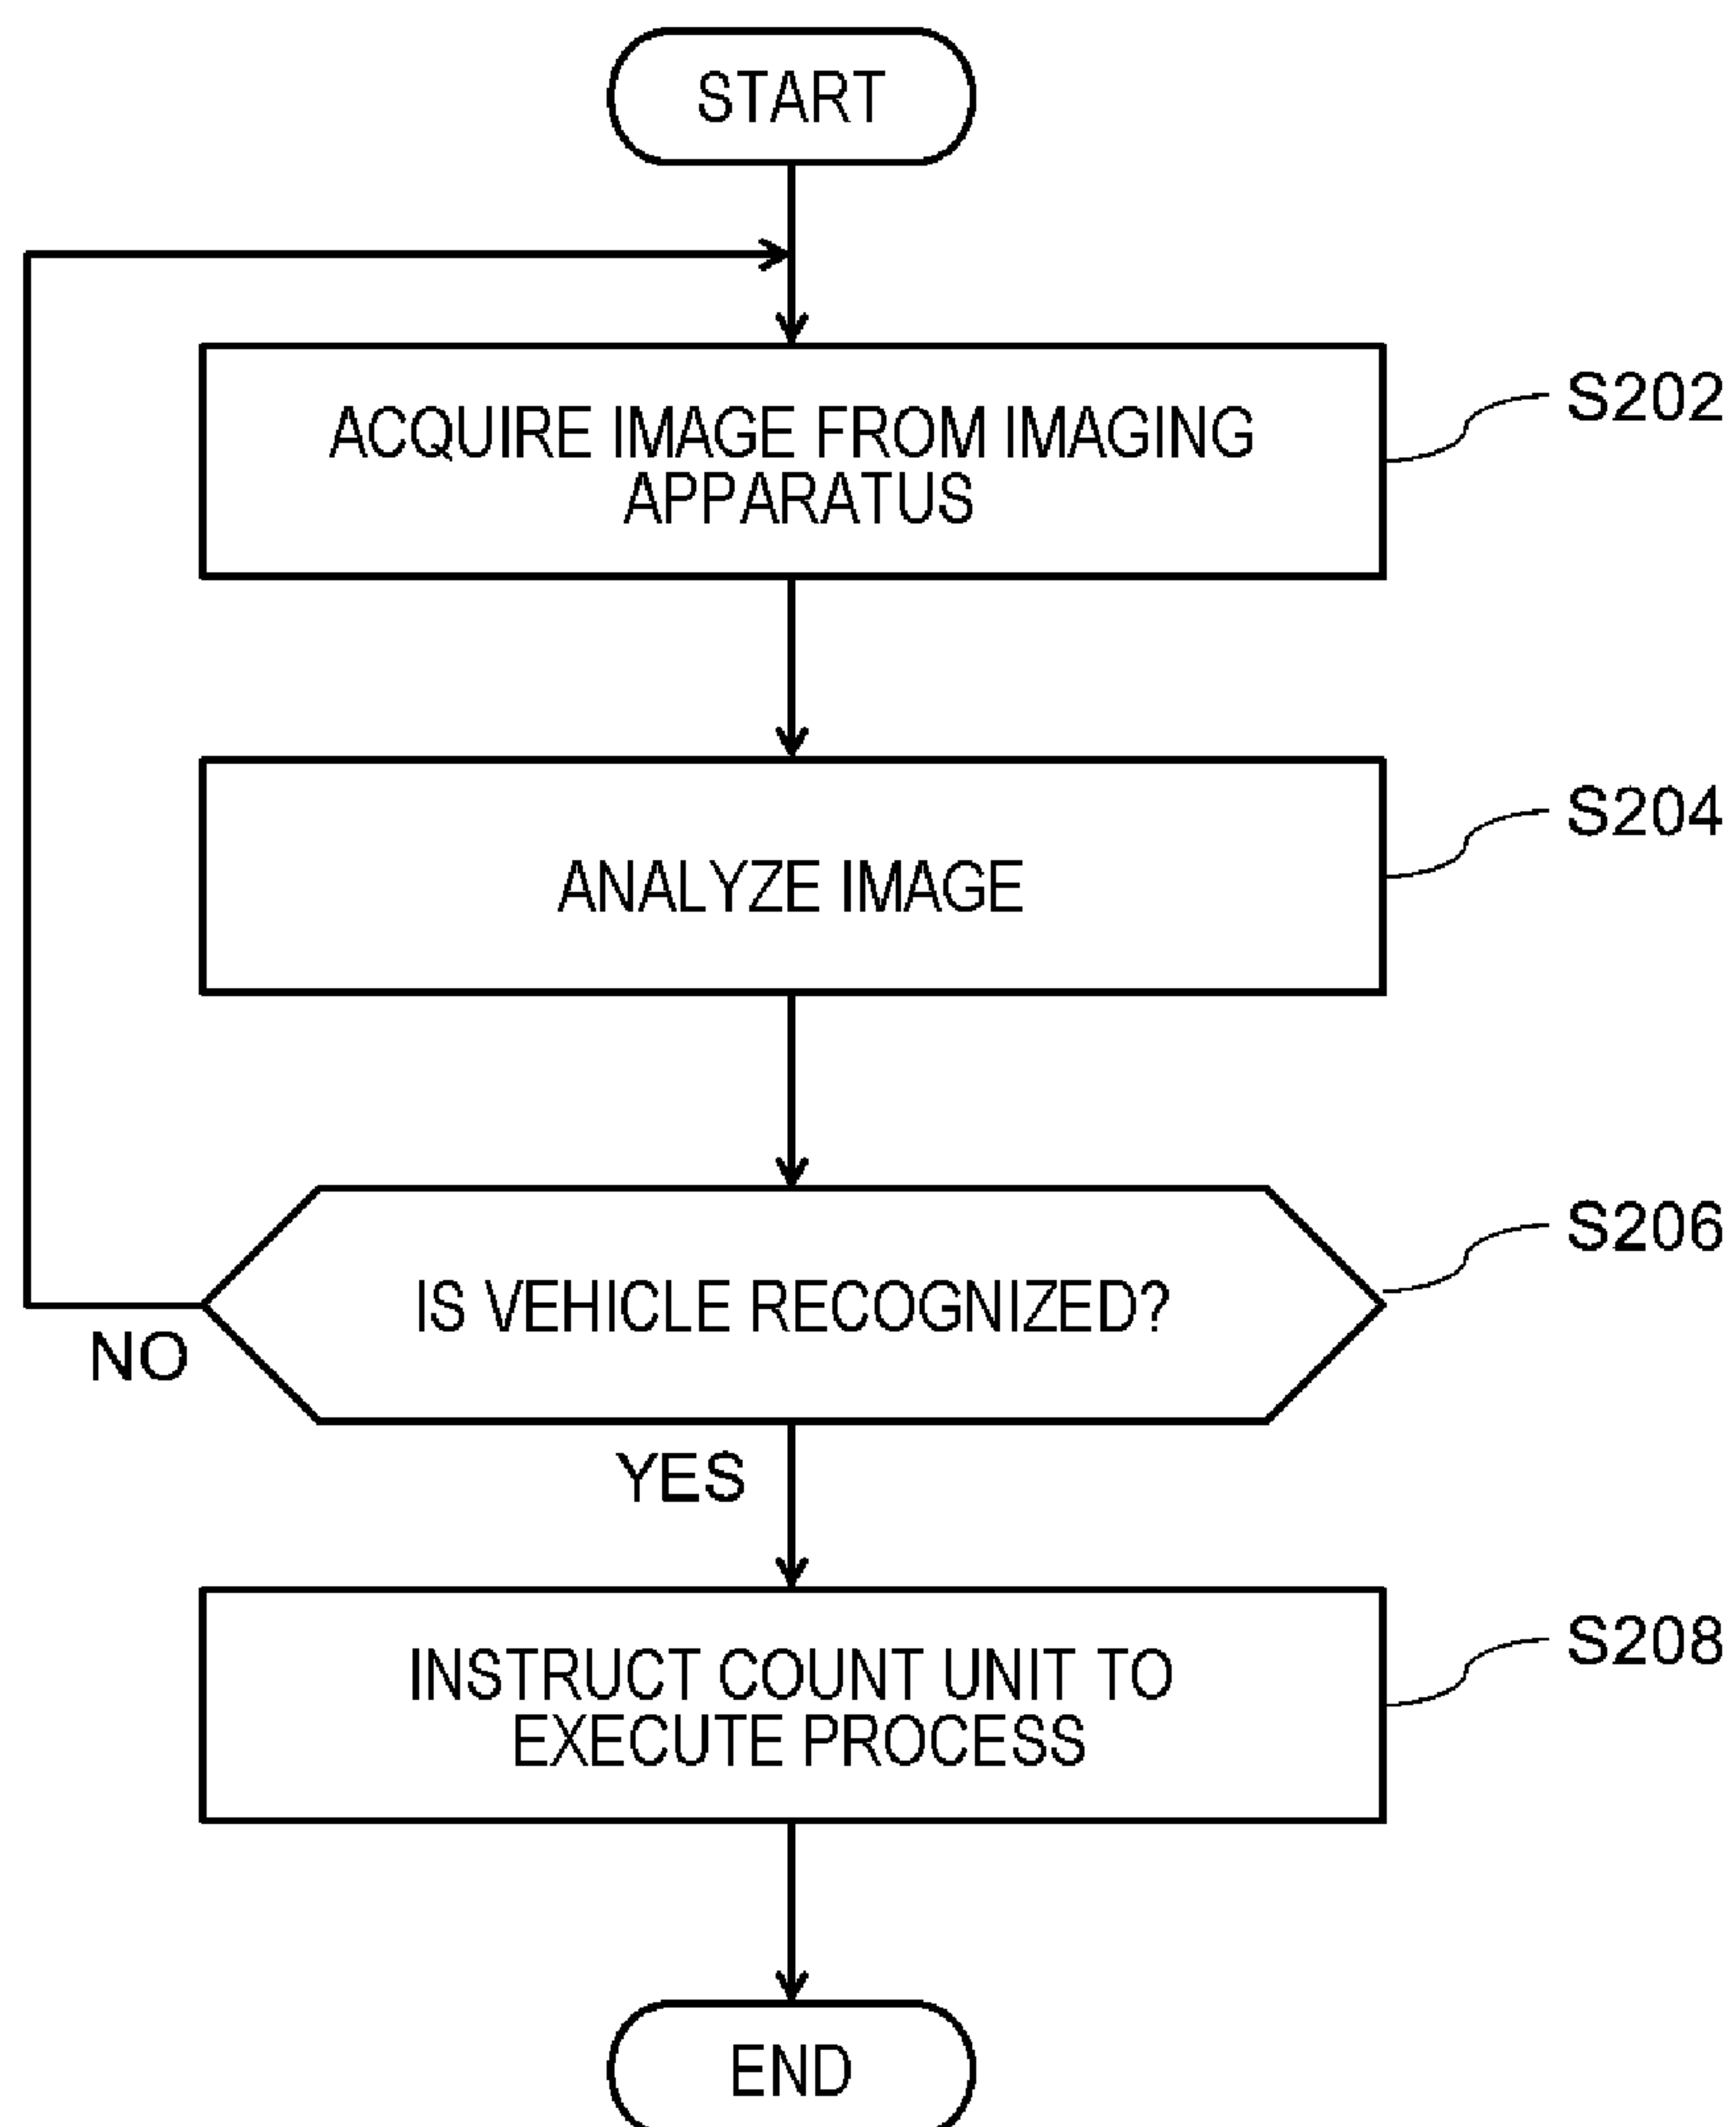 START
ACQUIRE IMAGE FROM IMAGING
APPARATUS
S202
ANALYZE IMAGE
S204
IS VEHICLE RECOGNIZED?
S206
NO
YES
INSTRUCT COUNT UNIT TO
EXECUTE PROCESS
S208
END